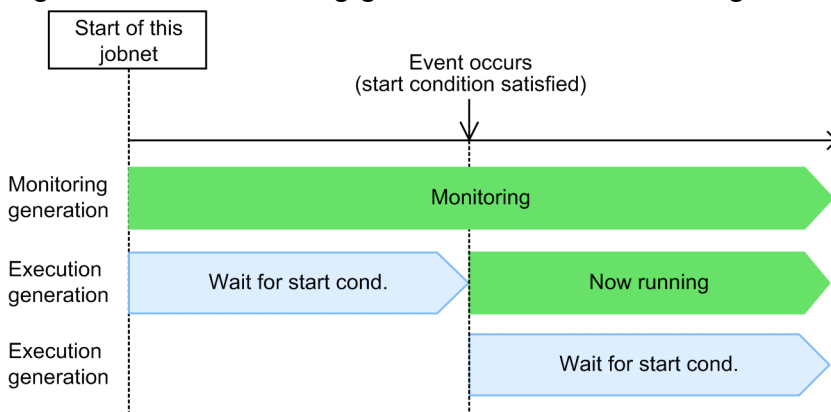 Start of this
jobnet
Event occurs
(start condition satisfied)
Monitoring
generation
Monitoring
Execution
generation
Wait for start cond.
Now running
Execution
generation
Wait for start cond.